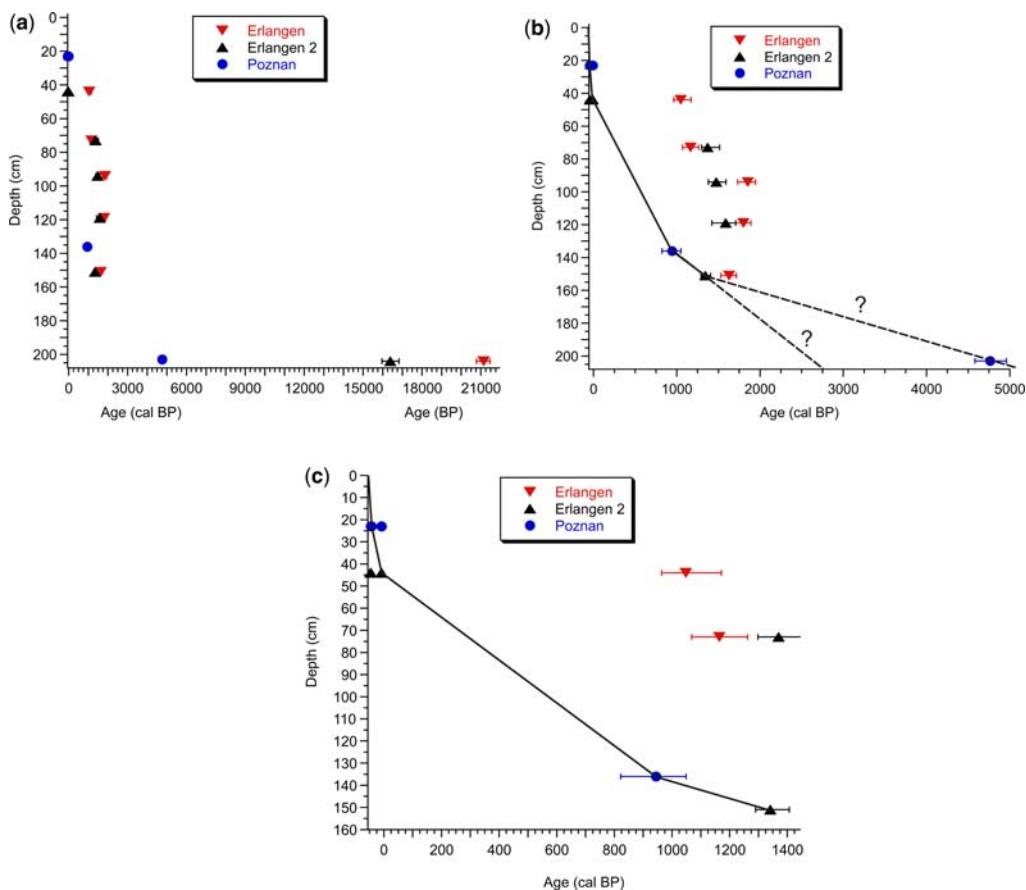 (a)
Erlangen
Erlangen 2
Poznan
0
20
40
60
80
100
120
140
160
180
200
Depth (cm)
0 3000 6000 9000 12000 15000 18000 21000
Age (cal BP) Age (BP)
(b)
Erlangen
Erlangen 2
Poznan
0
20
40
60
80
100
120
140
160
180
200
Depth (cm)
?
?
0 1000 2000 3000 4000 5000
Age (cal BP)
(c)
Erlangen
Erlangen 2
Poznan
0
10
20
30
40
50
60
70
80
90
100
110
120
130
140
150
160
Depth (cm)
0 200 400 600 800 1000 1200 1400
Age (cal BP)